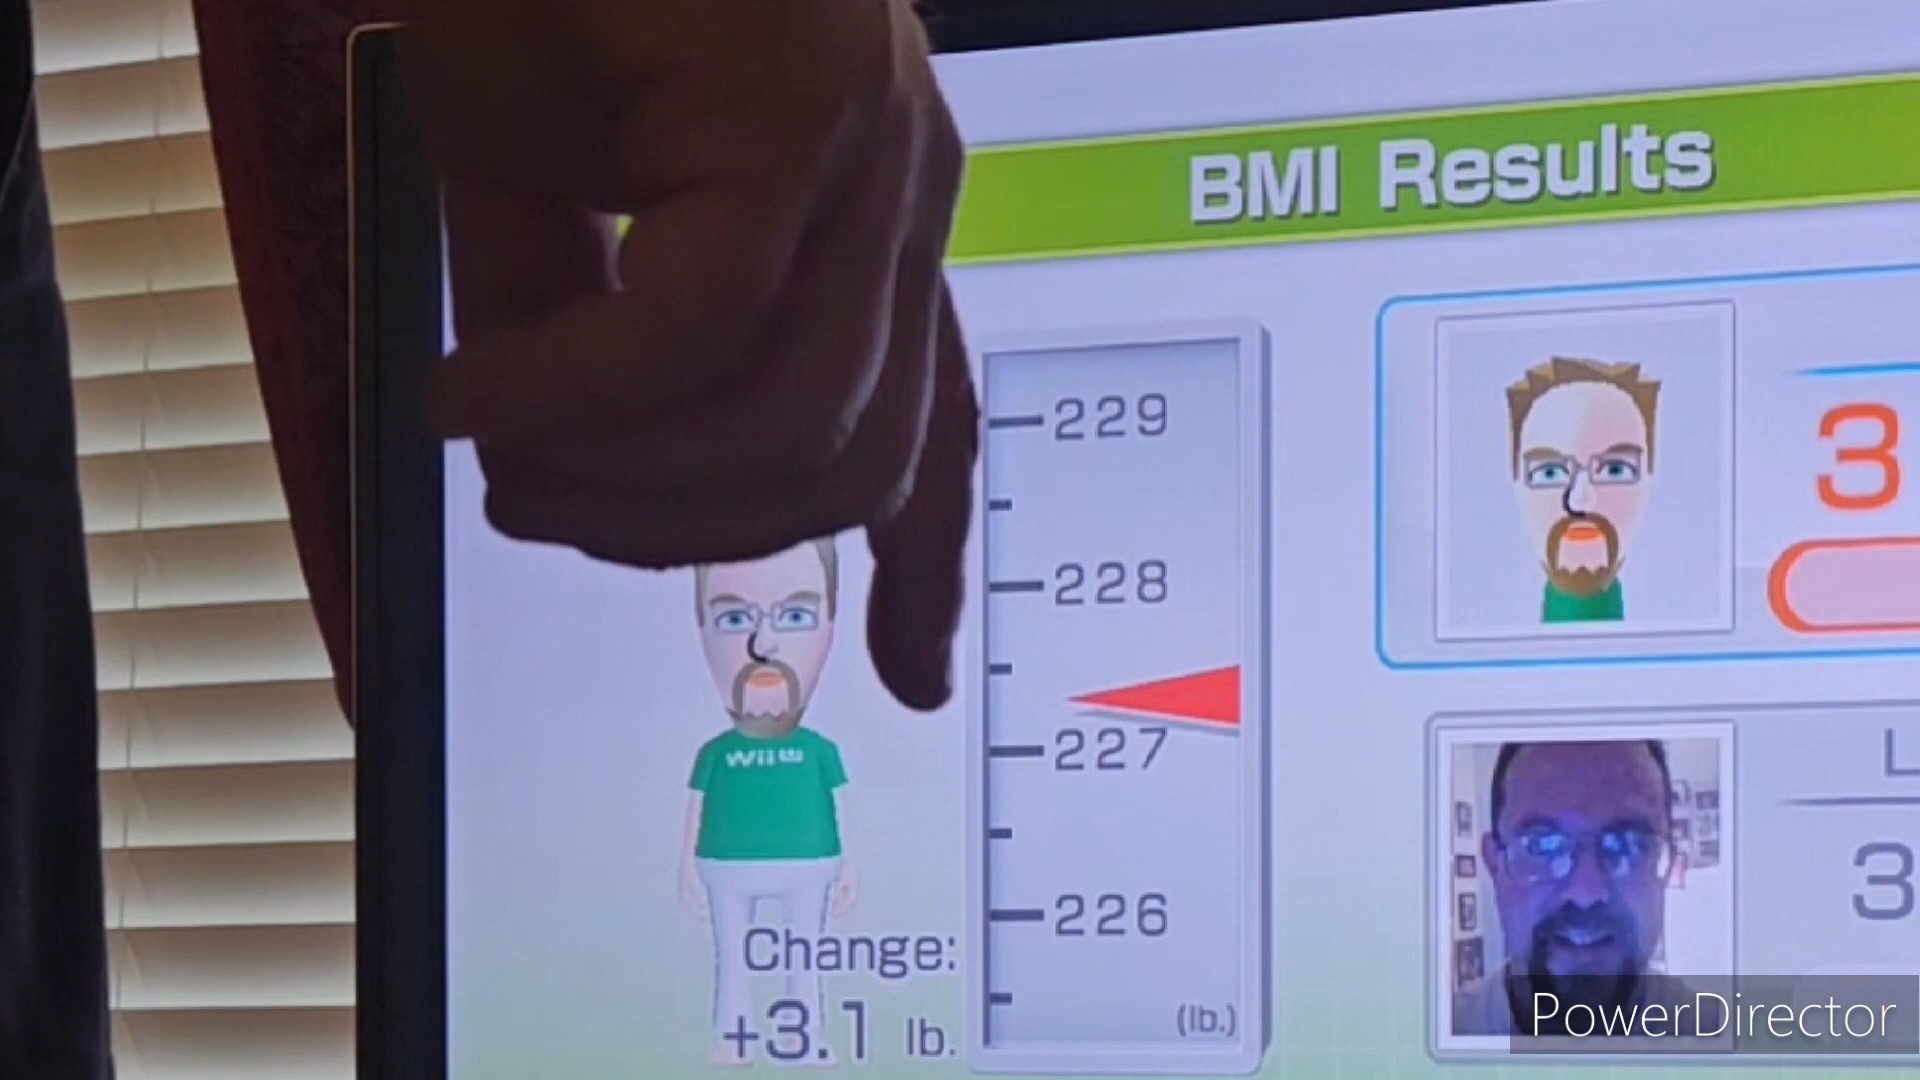 BMI Results
229
228
227
226
(lb.)
Wii U
Change:
+3.1 lb.
3
3
PowerDirector